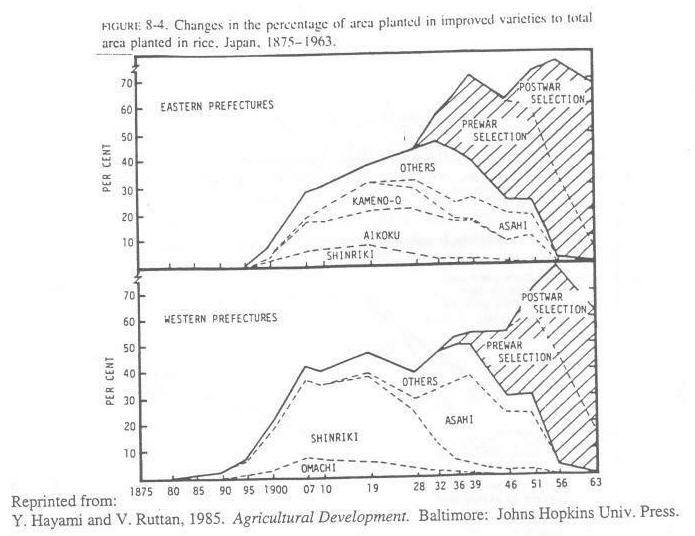 FIGURE 8-4. Changes in the percentage of area planted in improved varieties to total
area planted in rice, Japan, 1875–1963.
70
60
50
40
30
20
10
PER CENT
EASTERN PREFECTURES
POSTWAR
SELECTION
PREWAR
SELECTION
OTHERS
KAMENO-O
ASAHI
AIKOKU
SHINRIKI
70
60
50
40
30
20
10
PER CENT
WESTERN PREFECTURES
POSTWAR
SELECTION
PREWAR
SELECTION
OTHERS
ASAHI
SHINRIKI
OMACHI
1875 80 85 90 95 1900 07 10 19 28 32 36 39 46 51 56 63
Reprinted from:
Y. Hayami and V. Ruttan, 1985. Agricultural Development. Baltimore: Johns Hopkins Univ. Press.